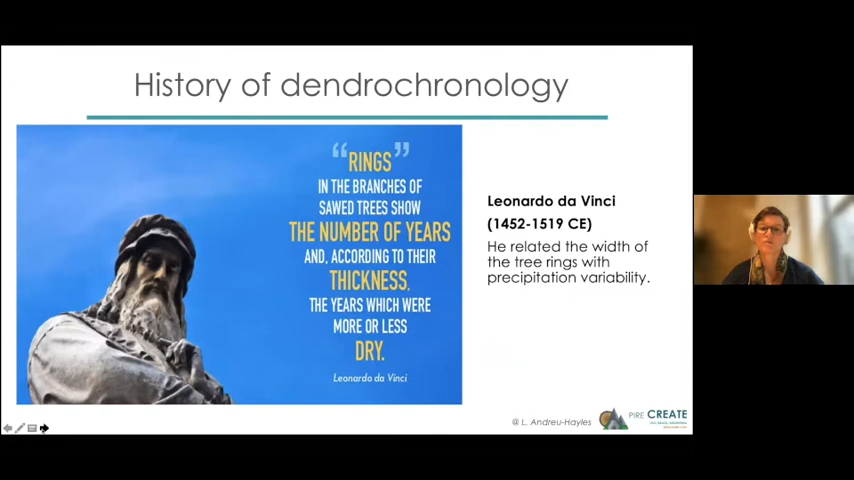 History of dendrochronology
“RINGS”
IN THE BRANCHES OF
SAWED TREES SHOW
THE NUMBER OF YEARS
AND, ACCORDING TO THEIR
THICKNESS,
THE YEARS WHICH WERE
MORE OR LESS
DRY.
Leonardo da Vinci
Leonardo da Vinci
(1452-1519 CE)
He related the width of
the tree rings with
precipitation variability.
@ L. Andreu-Hayles
PIRE CREATE